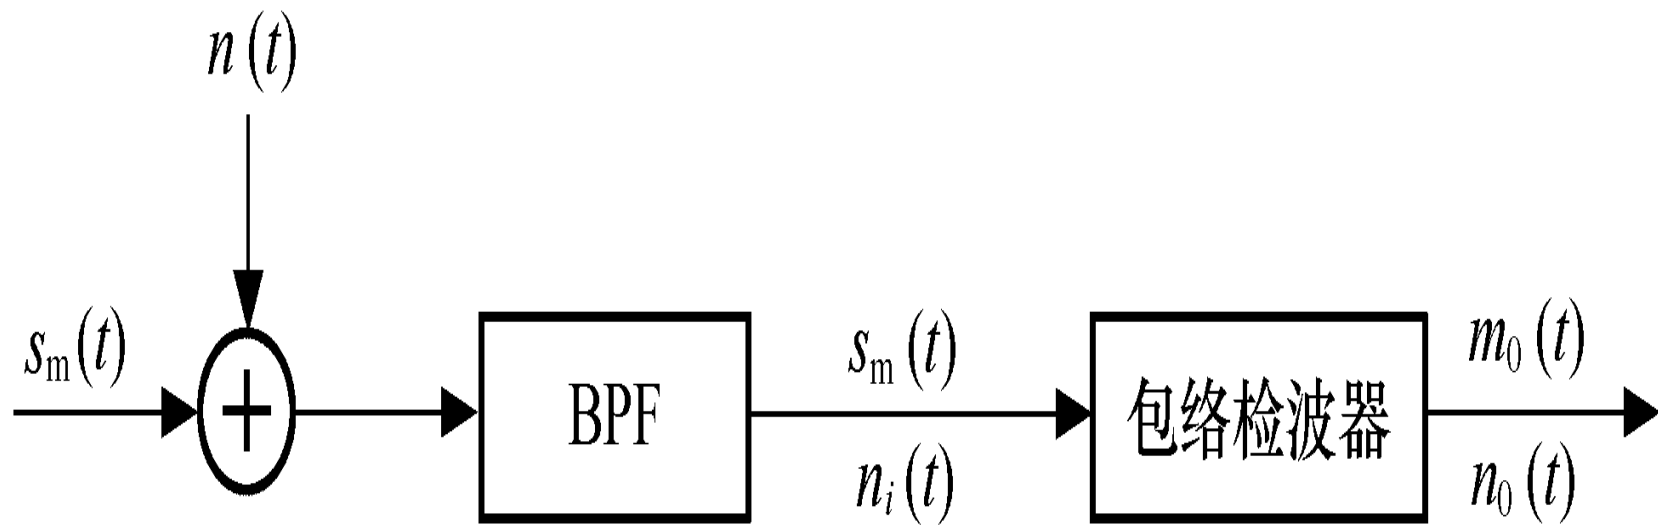 n (t)
s_m(t)
+
BPF
s_m (t)
n_i (t)
包络检波器
m_0 (t)
n_0 (t)